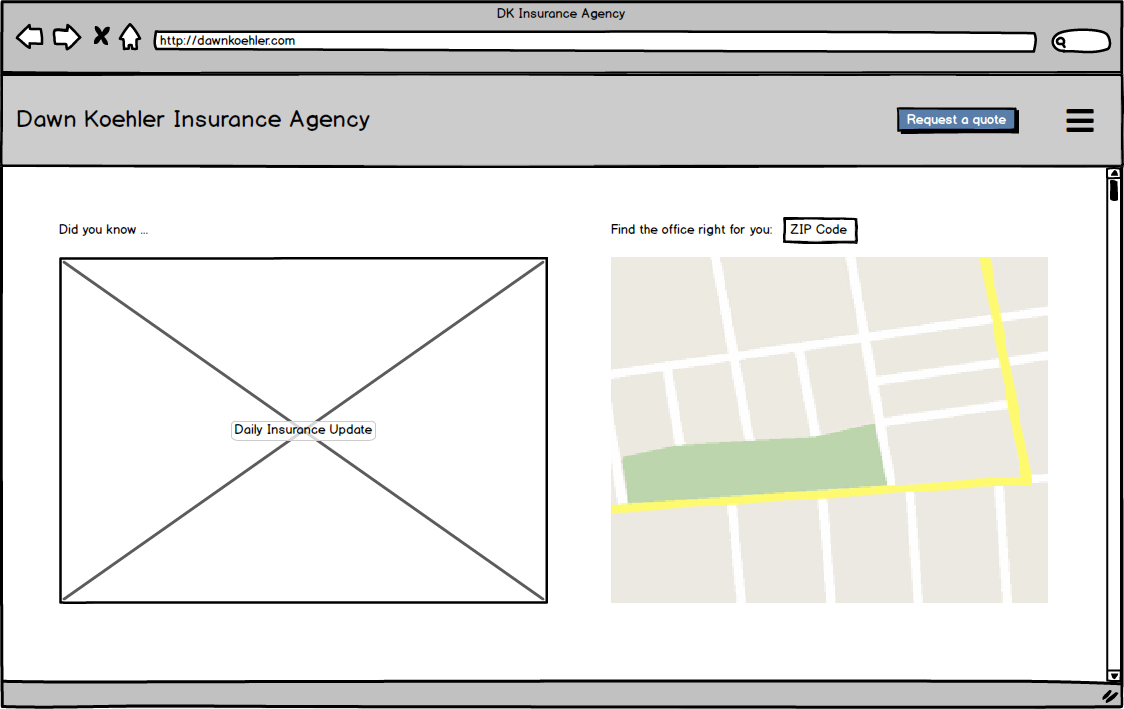 DK Insurance Agency
http://dawnkoehler.com
Dawn Koehler Insurance Agency
Request a quote
Did you know ...
Find the office right for you:
ZIP Code
Daily Insurance Update